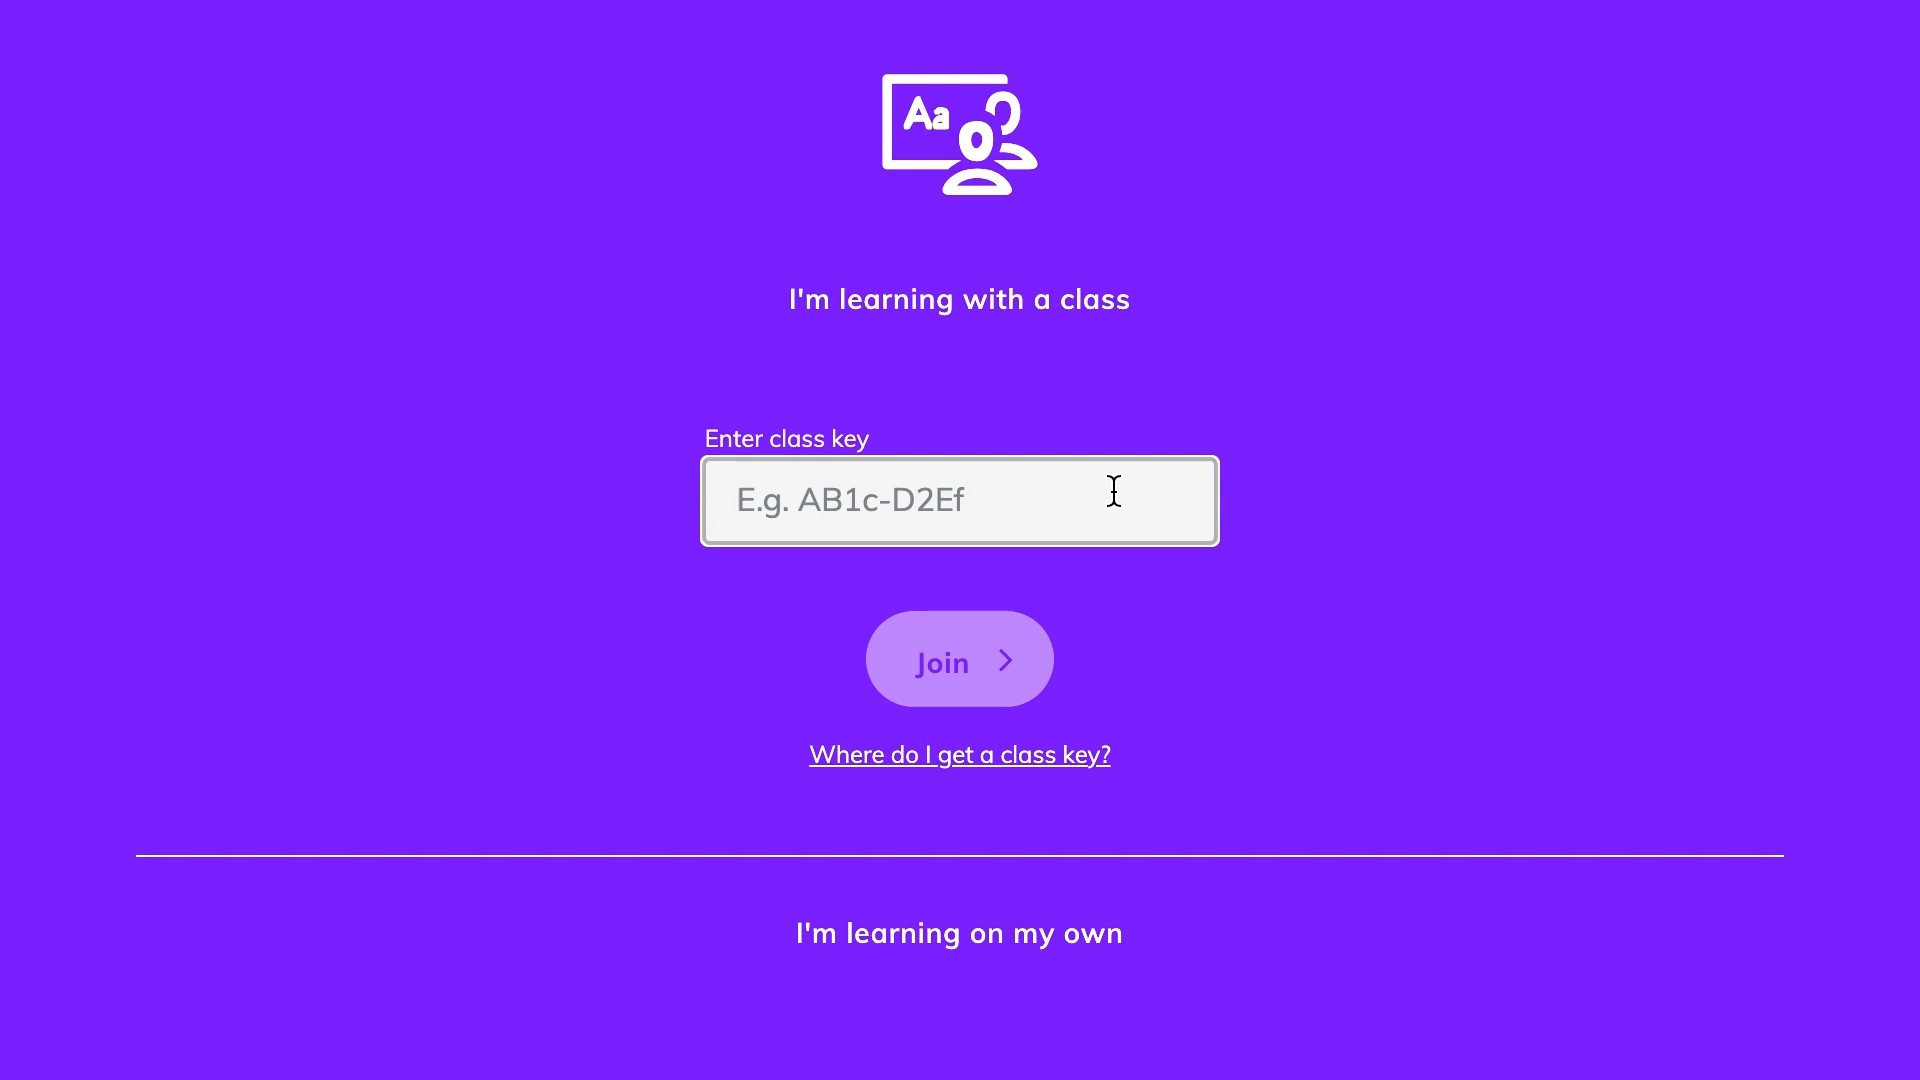 Aa
I'm learning with a class
Enter class key
E.g. AB1c-D2Ef
Join
Where do I get a class key?
I'm learning on my own